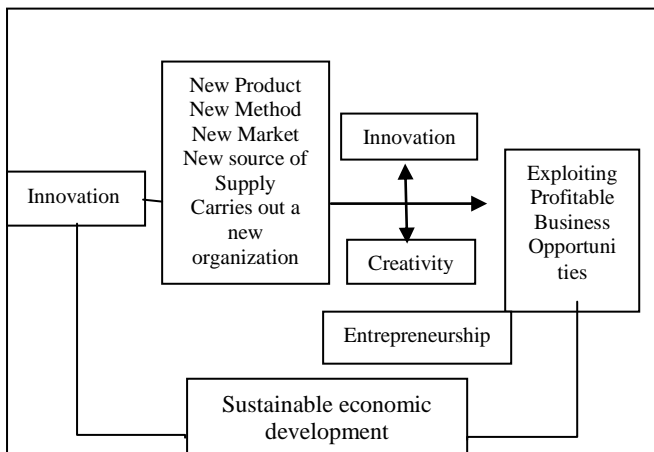 New Product
New Method
New Market
New source of
Supply
Carries out a
new
organization
Innovation
Innovation
Creativity
Exploiting
Profitable
Business
Opportuni
ties
Entrepreneurship
Sustainable economic
development